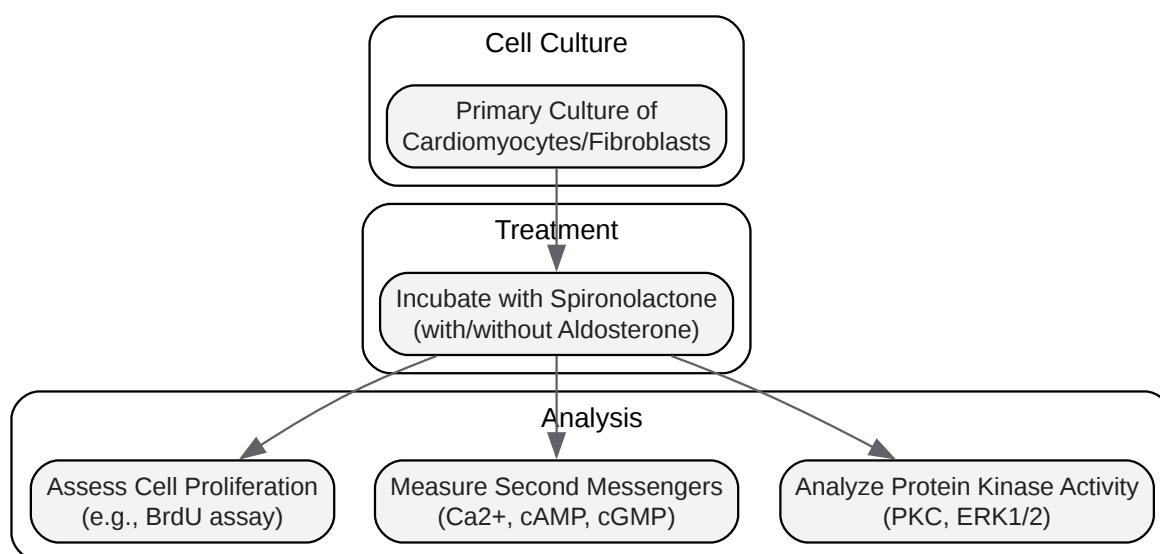 Cell Culture
Primary Culture of
Cardiomyocytes/Fibroblasts
Treatment
Incubate with Spironolactone
(with/without Aldosterone)
Analysis
Assess Cell Proliferation
(e.g., BrdU assay)
Measure Second Messengers
(Ca2+, cAMP, cGMP)
Analyze Protein Kinase Activity
(PKC, ERK1/2)